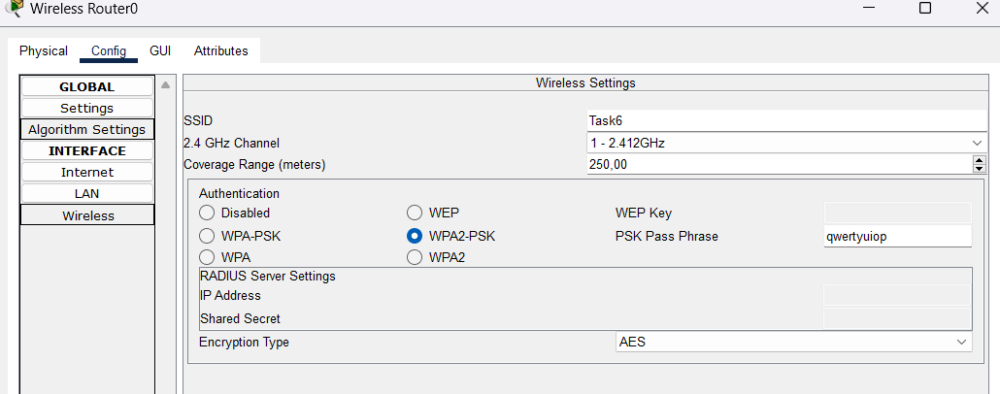 Wireless Router0
Physical Config GUI Attributes
GLOBAL
Settings
Algorithm Settings
INTERFACE
Internet
LAN
Wireless
Wireless Settings
SSID Task6
2.4 GHz Channel 1 - 2.412GHz
Coverage Range (meters) 250,00
Authentication
Disabled WEP WEP Key
WPA-PSK WPA2-PSK PSK Pass Phrase qwertyuiop
WPA WPA2
RADIUS Server Settings
IP Address
Shared Secret
Encryption Type AES